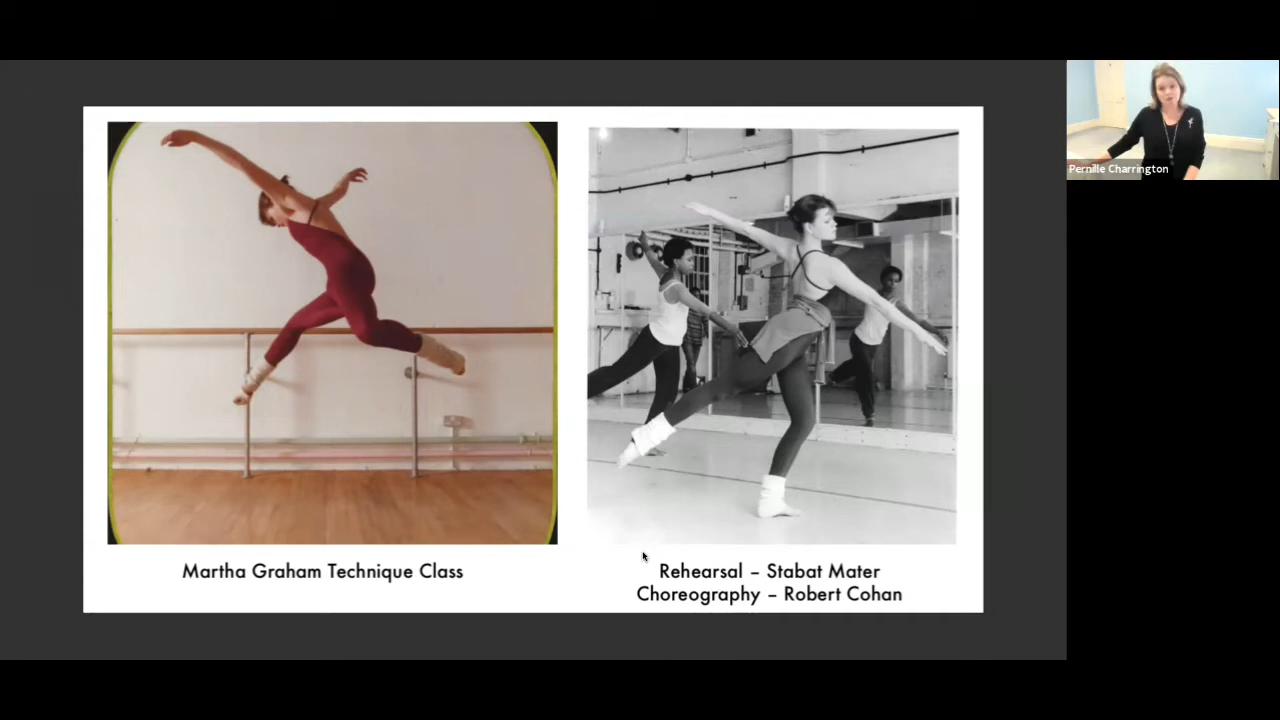 Pernille Charrington
Martha Graham Technique Class
Rehearsal – Stabat Mater
Choreography – Robert Cohan